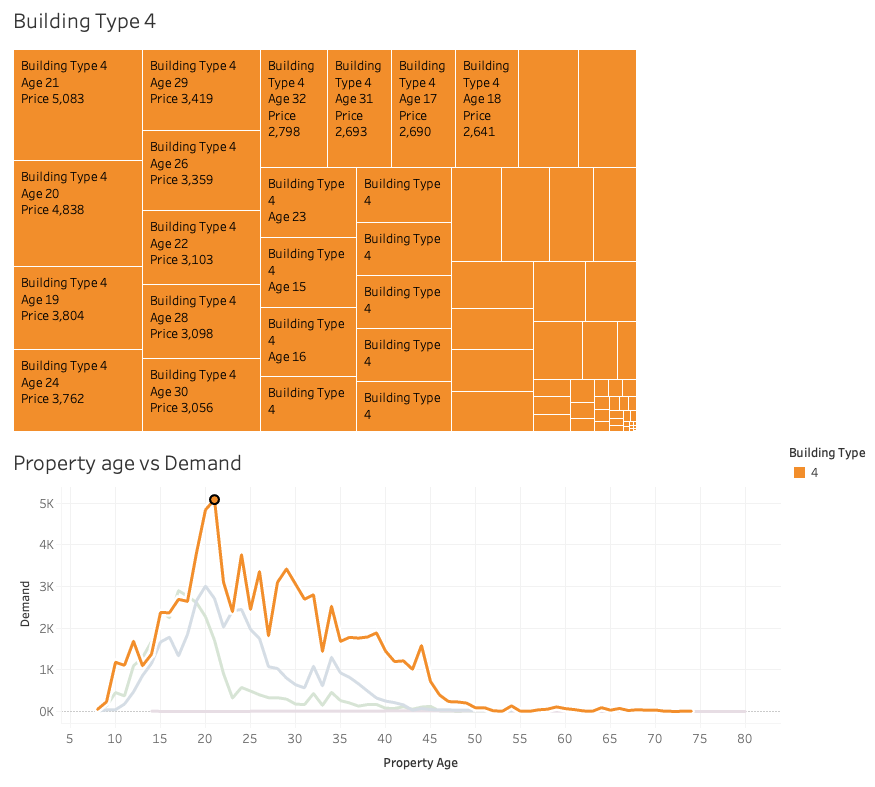 Building Type 4
Building Type 4
Age 21
Price 5,083
Building Type 4
Age 20
Price 4,838
Building Type 4
Age 19
Price 3,804
Building Type 4
Age 24
Price 3,762
Building Type 4
Age 29
Price 3,419
Building Type 4
Age 26
Price 3,359
Building Type 4
Age 22
Price 3,103
Building Type 4
Age 28
Price 3,098
Building Type 4
Age 30
Price 3,056
Building
Type 4
Age 32
Price
2,798
Building
Type 4
Age 31
Price
2,693
Building
Type 4
Age 17
Price
2,690
Building
Type 4
Age 18
Price
2,641
Building Type
4
Age 23
Building Type
4
Age 15
Building Type
4
Age 16
Building Type
4
Building Type
4
Building Type
4
Building Type
4
Building Type
4
Building Type
4
Property age vs Demand
Building Type
4
5K
4K
3K
2K
1K
0K
Demand
5 10 15 20 25 30 35 40 45 50 55 60 65 70 75 80
Property Age